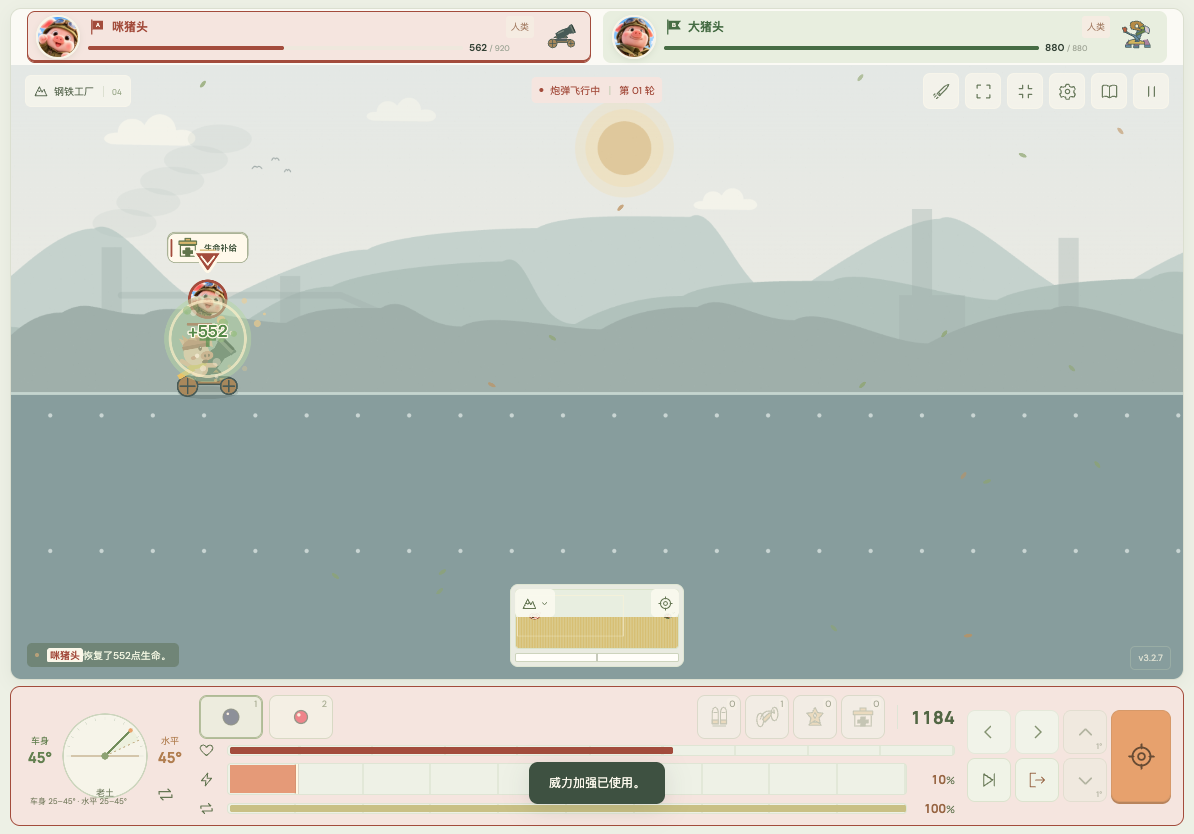 咪猪头
人类
562 / 920
大猪头
人类
880 / 880
钢铁工厂 04
炮弹飞行中 第 01 轮
生命补给
+552
咪猪头恢复了552点生命。
v3.2.7
车身
45°
水平
45°
老土
车身 25–45° · 水平 25–45°
1
2
0
1
0
0
1184
威力加强已使用。
10%
100%
1°
1°